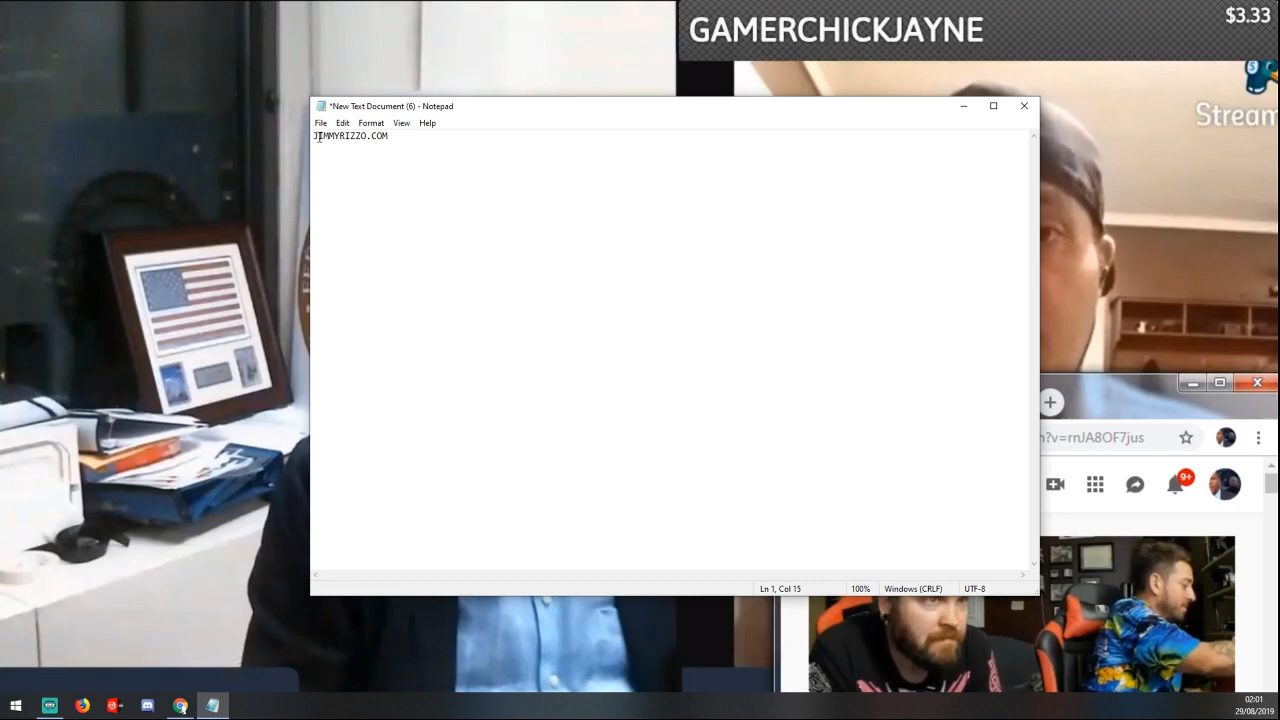 GAMERCHICKJAYNE
$3.33
Stream
*New Text Document (6) - Notepad
File Edit Format View Help
JIMMYRIZZO.COM
?v=rnJA8OF7jus
9+
Ln 1, Col 15
100%
Windows (CRLF)
UTF-8
02:01
29/08/2019